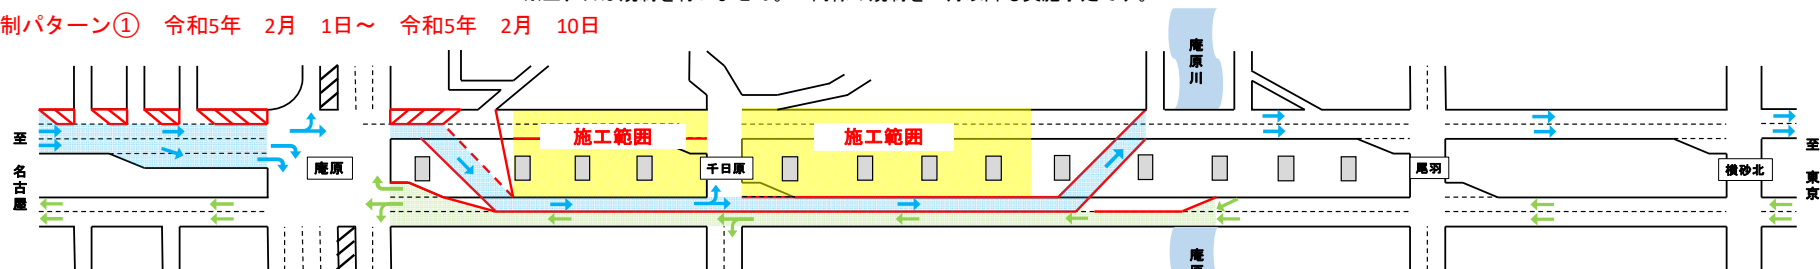 制パターン① 令和5年 2月 1日～ 令和5年 2月 10日
庵原川
至 名古屋
庵原
施工範囲
千日原
施工範囲
尾羽
横砂北
至 東京
庵